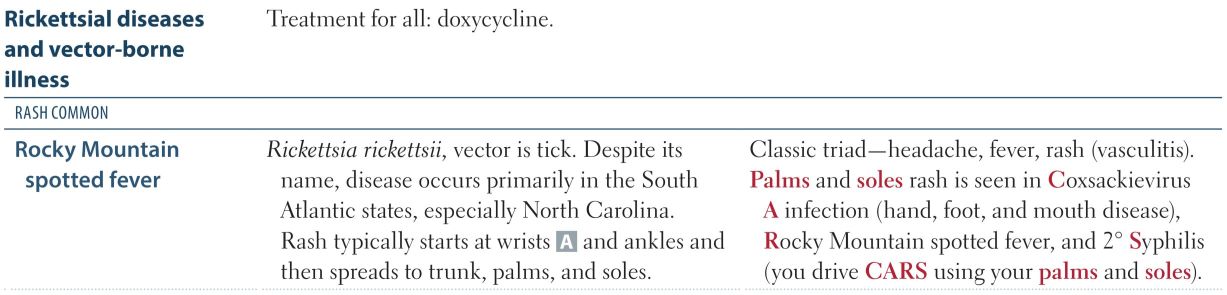 Rickettsial diseases
and vector-borne
illness
Treatment for all: doxycycline.
RASH COMMON
Rocky Mountain
spotted fever
Rickettsia rickettsii, vector is tick. Despite its
name, disease occurs primarily in the South
Atlantic states, especially North Carolina.
Rash typically starts at wrists A and ankles and
then spreads to trunk, palms, and soles.
Classic triad—headache, fever, rash (vasculitis).
Palms and soles rash is seen in Coxsackievirus
A infection (hand, foot, and mouth disease),
Rocky Mountain spotted fever, and 2° Syphilis
(you drive CARS using your palms and soles).